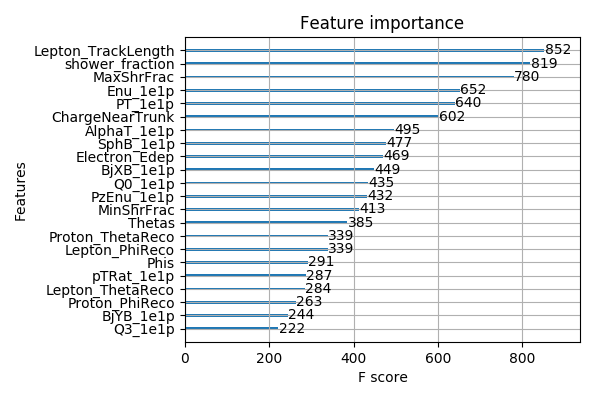 Feature importance
Lepton_TrackLength 852
shower_fraction 819
MaxShrFrac 780
Enu_1e1p 652
PT_1e1p 640
ChargeNearTrunk 602
AlphaT_1e1p 495
SphB_1e1p 477
Electron_Edep 469
BjXB_1e1p 449
Q0_1e1p 435
PzEnu_1e1p 432
MinShrFrac 413
Thetas 385
Proton_ThetaReco 339
Lepton_PhiReco 339
Phis 291
pTRat_1e1p 287
Lepton_ThetaReco 284
Proton_PhiReco 263
BjYB_1e1p 244
Q3_1e1p 222
Features
0 200 400 600 800
F score